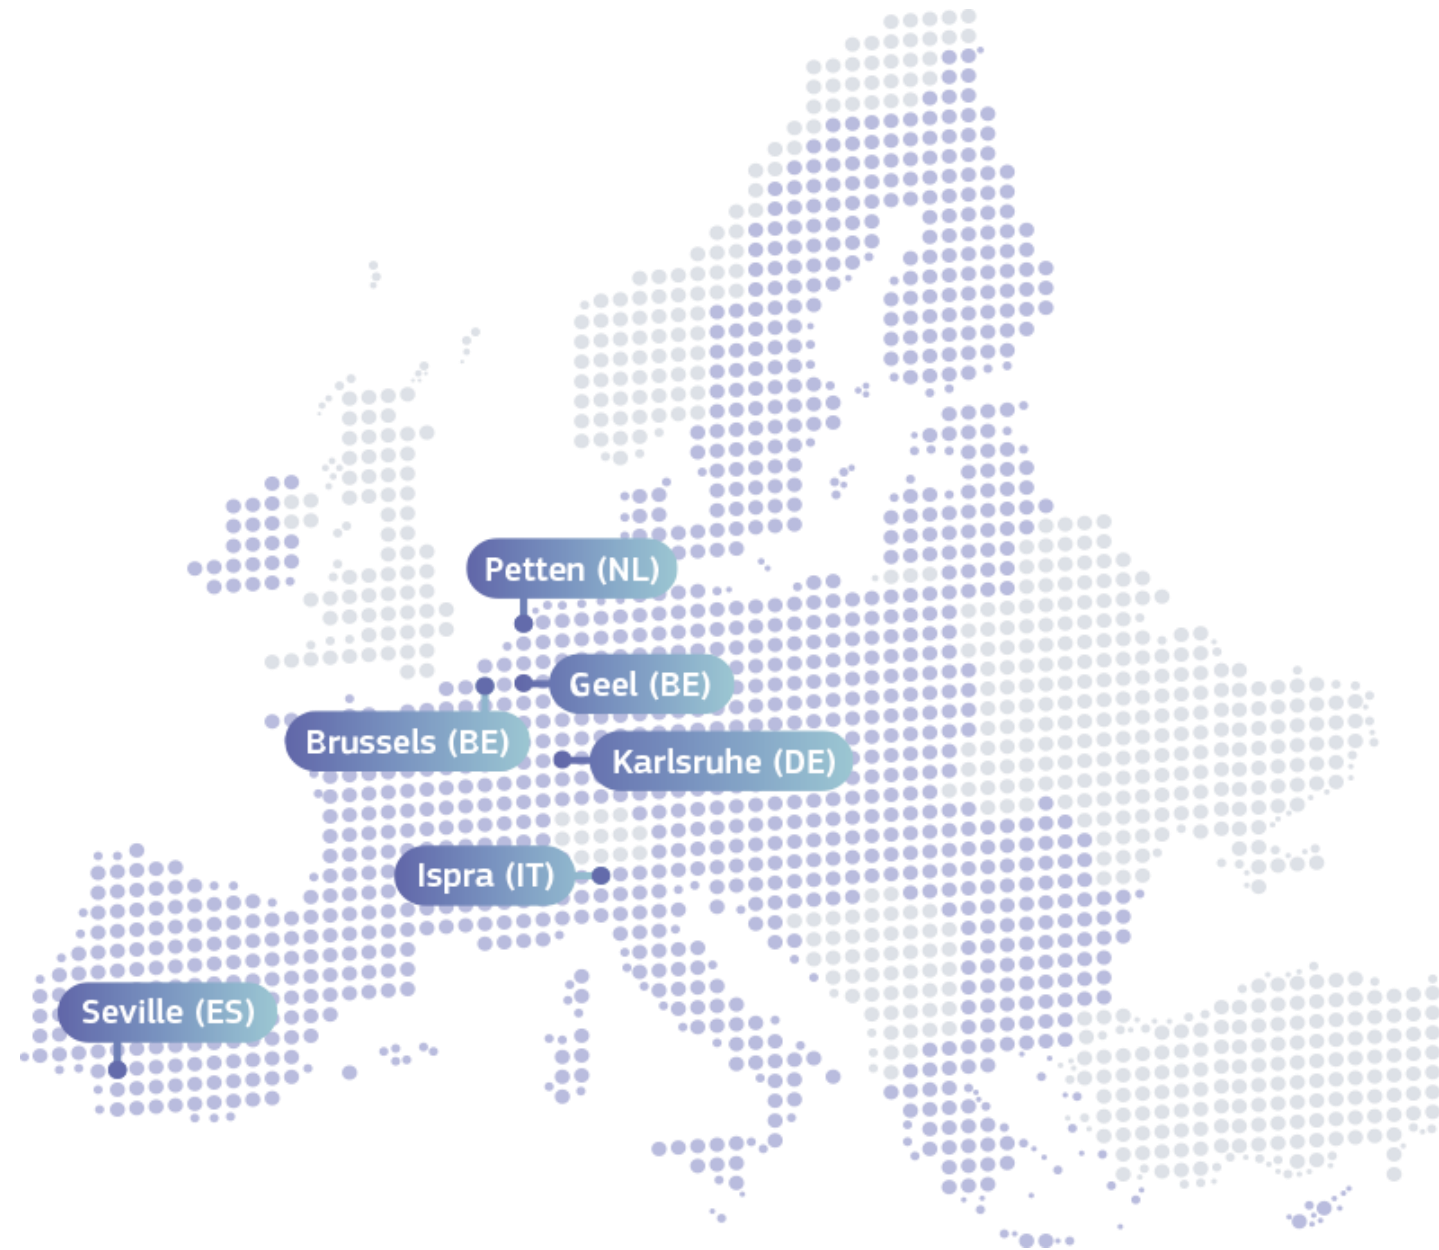 Petten (NL)
Geel (BE)
Brussels (BE)
Karlsruhe (DE)
Ispra (IT)
Seville (ES)